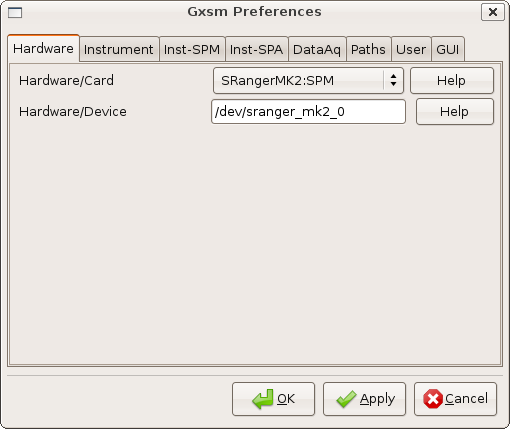 Gxsm Preferences
Hardware Instrument Inst-SPM Inst-SPA DataAq Paths User GUI
Hardware/Card SRangerMK2:SPM Help
Hardware/Device /dev/sranger_mk2_0 Help
OK Apply Cancel